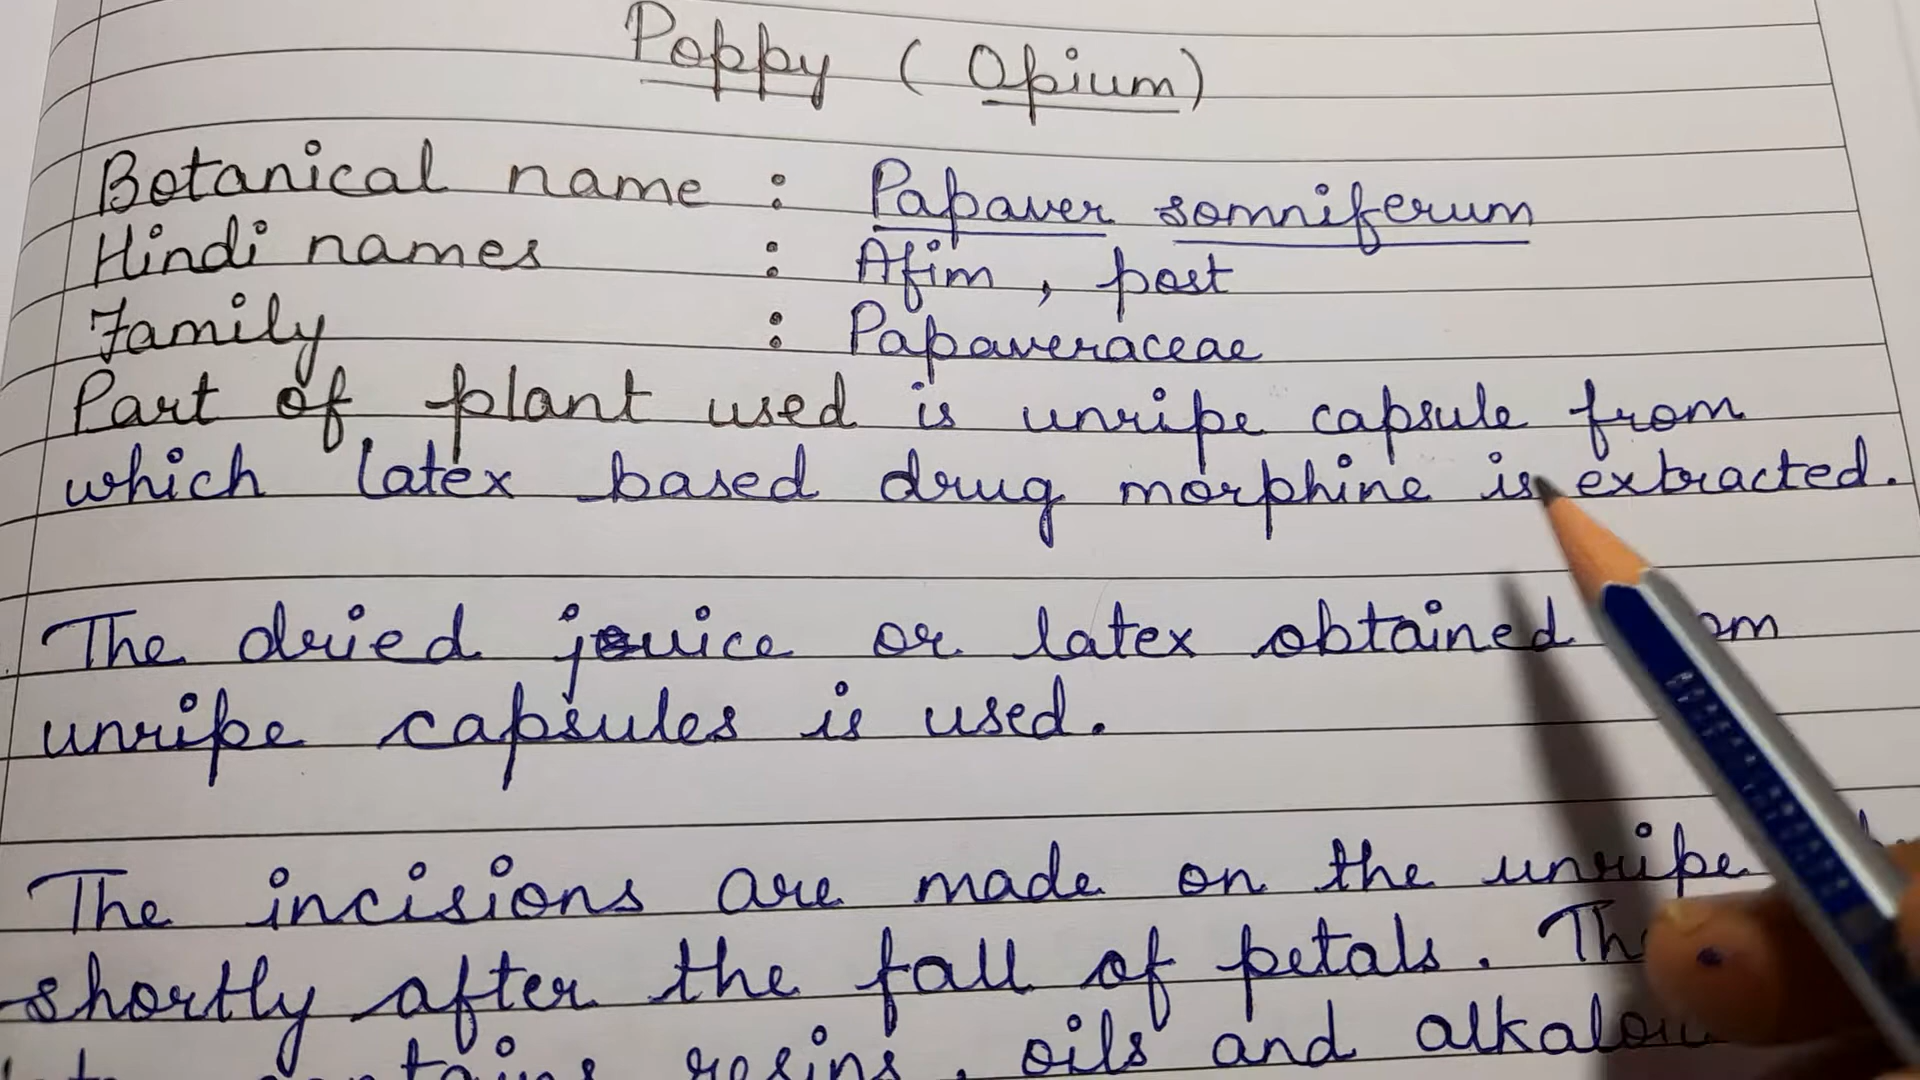 Poppy (Opium)
Botanical name : Papaver somniferum
Hindi names : Afim, post
Family : Papaveraceae
Part of plant used is unripe capsule from
which latex based drug morphine is extracted.
The dried juice or latex obtained
unripe capsules is used.
The incisions are made on the unripe
shortly after the fall of petals.
resins, oils and